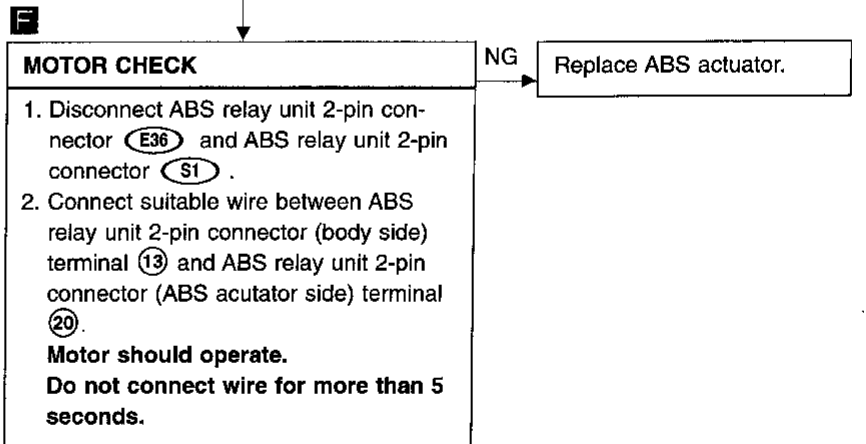 F
MOTOR CHECK
NG
Replace ABS actuator.
1. Disconnect ABS relay unit 2-pin con-
nector E36 and ABS relay unit 2-pin
connector S1 .
2. Connect suitable wire between ABS
relay unit 2-pin connector (body side)
terminal 13 and ABS relay unit 2-pin
connector (ABS acutator side) terminal
20.
Motor should operate.
Do not connect wire for more than 5
seconds.